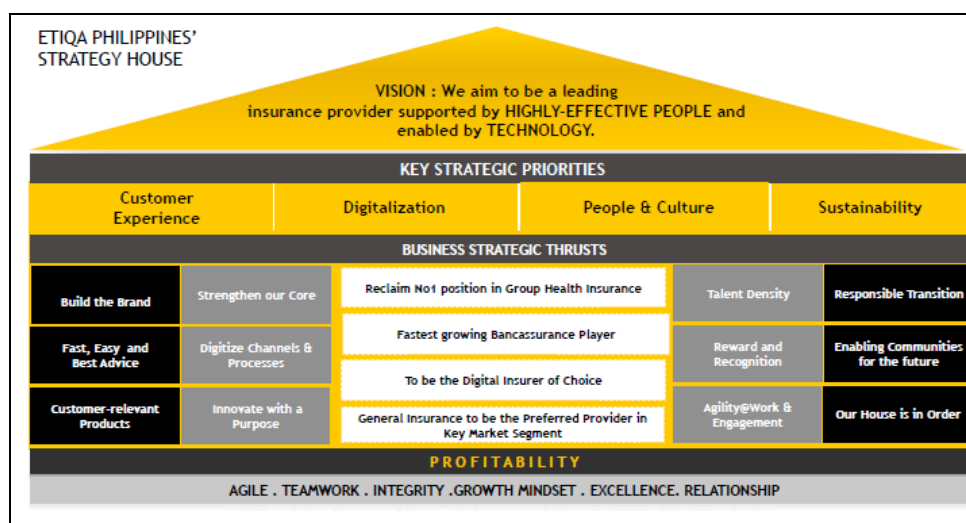 ETIQA PHILIPPINES'
STRATEGY HOUSE
VISION : We aim to be a leading
insurance provider supported by HIGHLY-EFFECTIVE PEOPLE and
enabled by TECHNOLOGY.
KEY STRATEGIC PRIORITIES
Customer
Experience
Digitalization
People & Culture
Sustainability
BUSINESS STRATEGIC THRUSTS
Build the Brand
Fast, Easy and
Best Advice
Customer-relevant
Products
Strengthen our Core
Digitize Channels &
Processes
Innovate with a
Purpose
Reclaim No1 position in Group Health Insurance
Fastest growing Bancassurance Player
To be the Digital Insurer of Choice
General Insurance to be the Preferred Provider in
Key Market Segment
Talent Density
Reward and
Recognition
Agility@Work &
Engagement
Responsible Transition
Enabling Communities
for the future
Our House is in Order
PROFITABILITY
AGILE . TEAMWORK . INTEGRITY .GROWTH MINDSET . EXCELLENCE. RELATIONSHIP